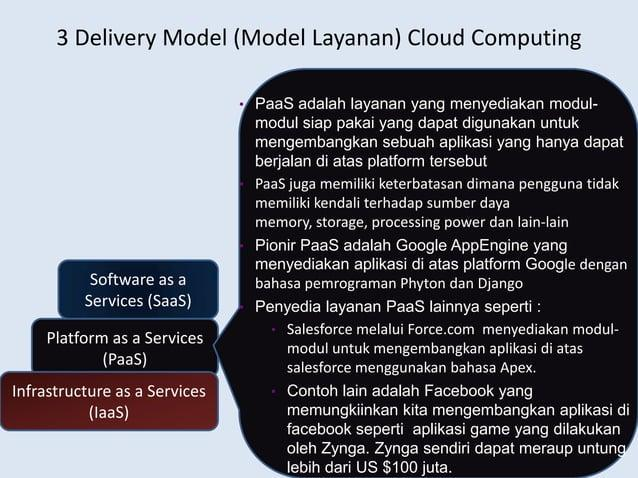 3 Delivery Model (Model Layanan) Cloud Computing
• PaaS adalah layanan yang menyediakan modul-
modul siap pakai yang dapat digunakan untuk
mengembangkan sebuah aplikasi yang hanya dapat
berjalan di atas platform tersebut
• PaaS juga memiliki keterbatasan dimana pengguna tidak
memiliki kendali terhadap sumber daya
memory, storage, processing power dan lain-lain
• Pionir PaaS adalah Google AppEngine yang
menyediakan aplikasi di atas platform Google dengan
bahasa pemrograman Phyton dan Django
• Penyedia layanan PaaS lainnya seperti :
• Salesforce melalui Force.com menyediakan modul-
modul untuk mengembangkan aplikasi di atas
salesforce menggunakan bahasa Apex.
• Contoh lain adalah Facebook yang
memungkiinkan kita mengembangkan aplikasi di
facebook seperti aplikasi game yang dilakukan
oleh Zynga. Zynga sendiri dapat meraup untung
lebih dari US $100 juta.
Software as a
Services (SaaS)
Platform as a Services
(PaaS)
Infrastructure as a Services
(IaaS)